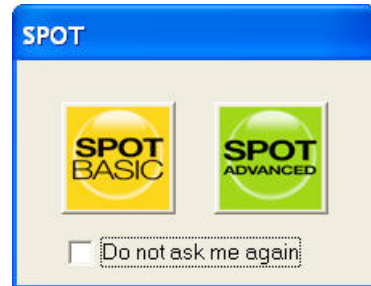 SPOT
SPOT
BASIC
SPOT
ADVANCED
Do not ask me again